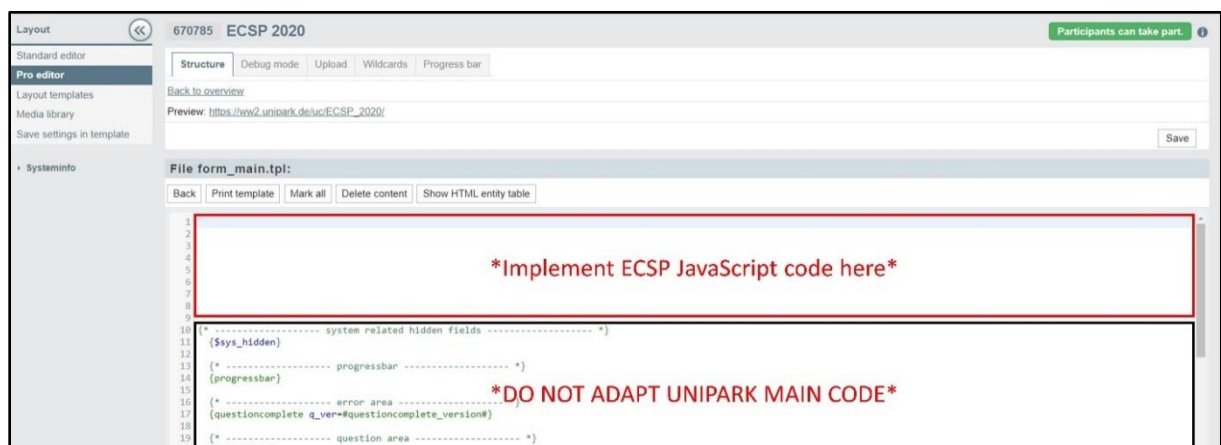 Layout
Standard editor
Pro editor
Layout templates
Media library
Save settings in template
Systeminfo
670785 ECSP 2020
Participants can take part.
Structure Debug mode Upload Wildcards Progress bar
Back to overview
Preview: https://ww2.unipark.de/uc/ECSP_2020/
Save
File form_main.tpl:
Back Print template Mark all Delete content Show HTML entity table
1
2
3
4
5
6
7
8
9
*Implement ECSP JavaScript code here*
10 {* ------------------- system related hidden fields ------------------- *}
11 {$sys_hidden}
12
13 {* ------------------- progressbar ------------------- *}
14 {progressbar}
15
*DO NOT ADAPT UNIPARK MAIN CODE*
16 {* ------------------- error area ------------------- }
17 {questioncomplete q_ver=#questioncomplete_version#}
18
19 {* ------------------- question area ------------------- *}